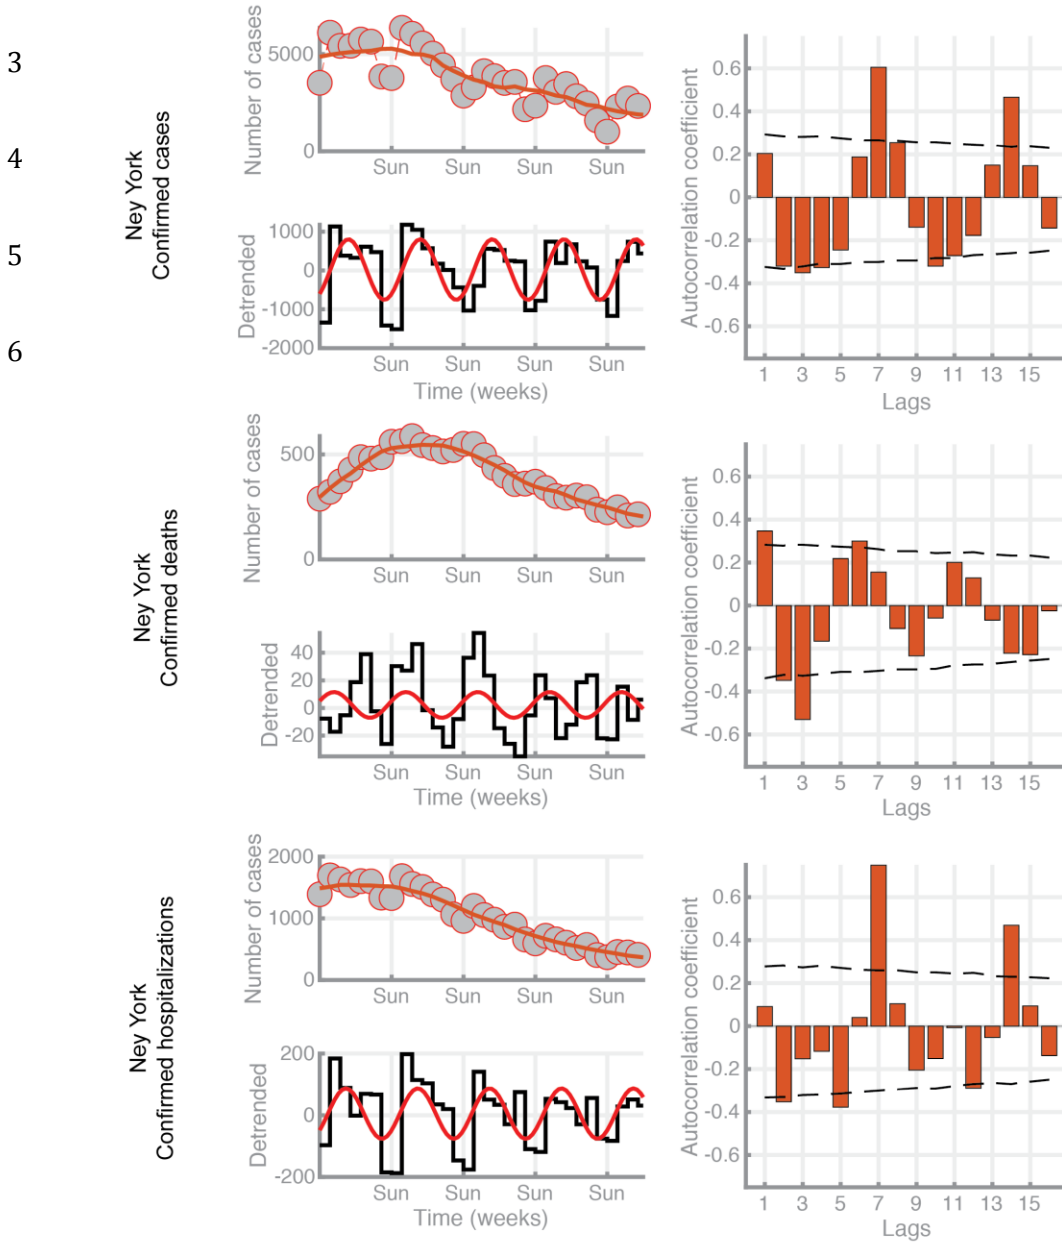 3
4
5
6
Ney York
Confirmed cases
Number of cases
5000
0
Sun Sun Sun Sun
Detrended
1000
0
-1000
-2000
Sun Sun Sun Sun
Time (weeks)
Autocorrelation coefficient
0.6
0.4
0.2
0
-0.2
-0.4
-0.6
1 3 5 7 9 11 13 15
Lags
Ney York
Confirmed deaths
Number of cases
500
0
Sun Sun Sun Sun
Detrended
40
20
0
-20
Sun Sun Sun Sun
Time (weeks)
Autocorrelation coefficient
0.6
0.4
0.2
0
-0.2
-0.4
-0.6
1 3 5 7 9 11 13 15
Lags
Ney York
Confirmed hospitalizations
Number of cases
2000
1000
0
Sun Sun Sun Sun
Detrended
200
0
-200
Sun Sun Sun Sun
Time (weeks)
Autocorrelation coefficient
0.6
0.4
0.2
0
-0.2
-0.4
-0.6
1 3 5 7 9 11 13 15
Lags